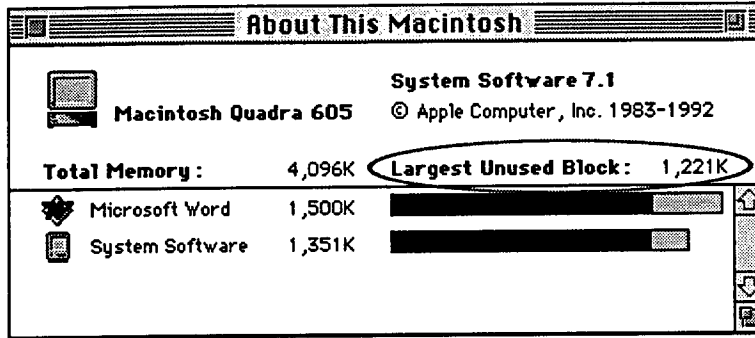 About This Macintosh
System Software 7.1
Macintosh Quadra 605 © Apple Computer, Inc. 1983-1992
Total Memory: 4,096K Largest Unused Block: 1,221K
Microsoft Word 1,500K
System Software 1,351K